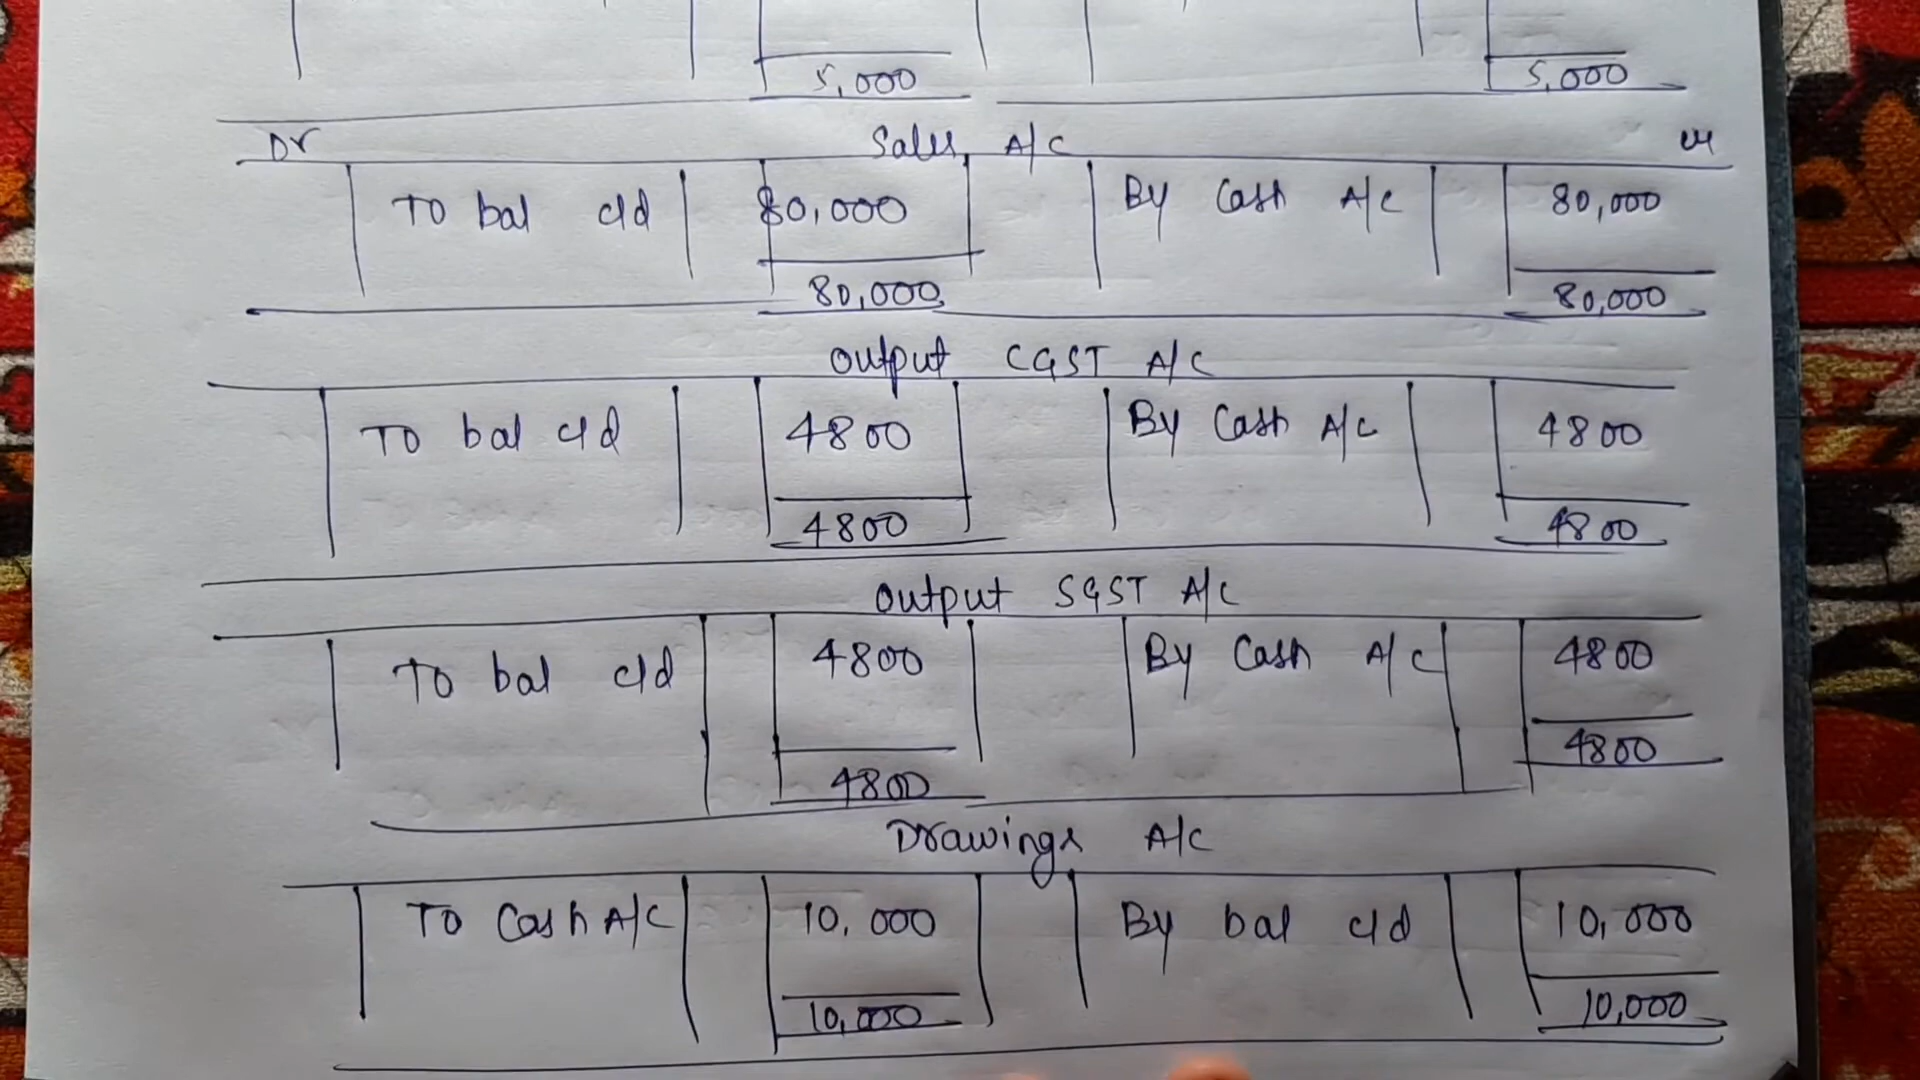 5,000 5,000
Dr Sales A/C Cr
To bal c/d 80,000 By Cash A/C 80,000
80,000 80,000
Output CGST A/C
To bal c/d 4800 By Cash A/C 4800
4800 4800
Output SGST A/C
To bal c/d 4800 By Cash A/C 4800
4800 4800
Drawings A/C
To Cash A/C 10,000 By bal c/d 10,000
10,000 10,000